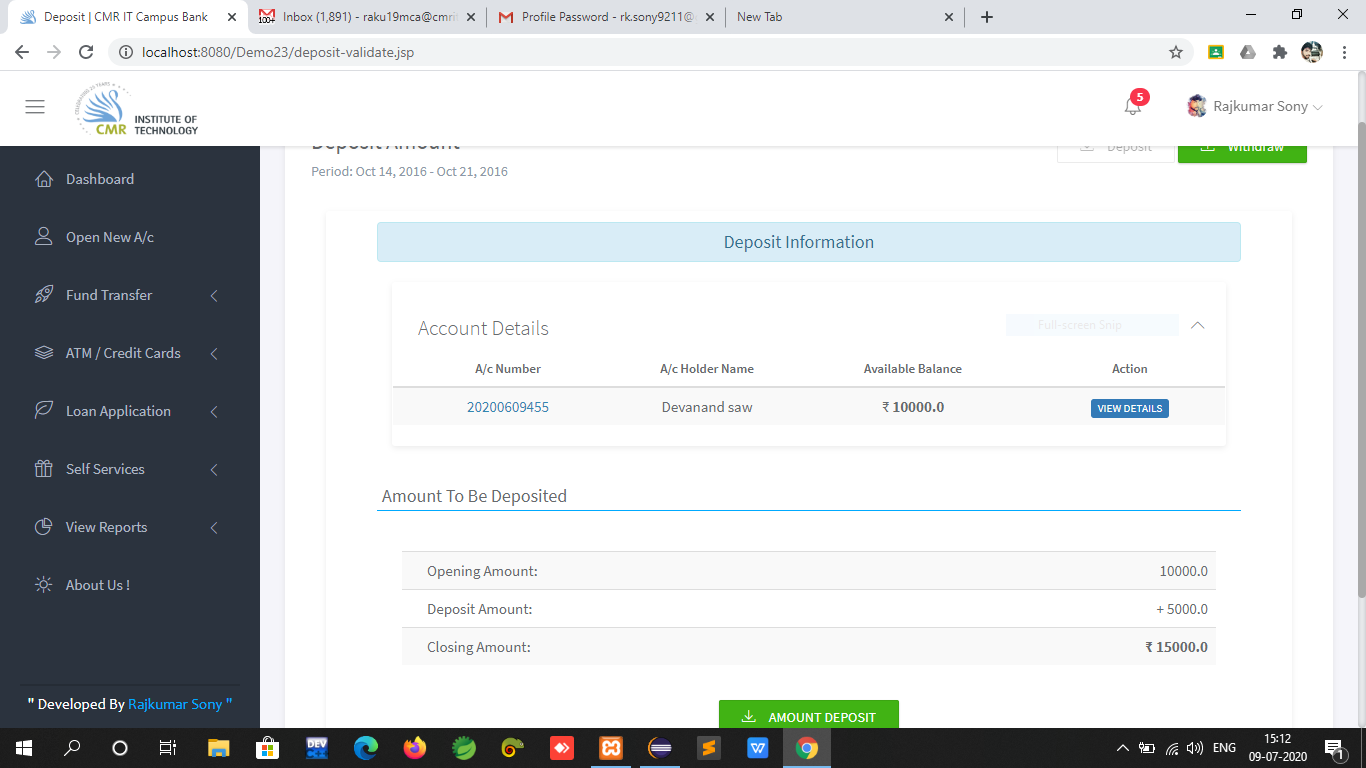 Deposit | CMR IT Campus Bank
100+ Inbox (1,891) - raku19mca@cmrit
Profile Password - rk.sony9211@
New Tab
localhost:8080/Demo23/deposit-validate.jsp
CELEBRATING 20 YEARS
CMR INSTITUTE OF
TECHNOLOGY
5
Rajkumar Sony
Deposit Amount
Deposit
Withdraw
Period: Oct 14, 2016 - Oct 21, 2016
Dashboard
Open New A/c
Fund Transfer
ATM / Credit Cards
Loan Application
Self Services
View Reports
About Us !
" Developed By Rajkumar Sony "
Deposit Information
Account Details
Full-screen Snip
A/c Number A/c Holder Name Available Balance Action
20200609455 Devanand saw ₹ 10000.0 VIEW DETAILS
Amount To Be Deposited
Opening Amount: 10000.0
Deposit Amount: + 5000.0
Closing Amount: ₹ 15000.0
AMOUNT DEPOSIT
DEV
W
ENG
15:12
09-07-2020
1